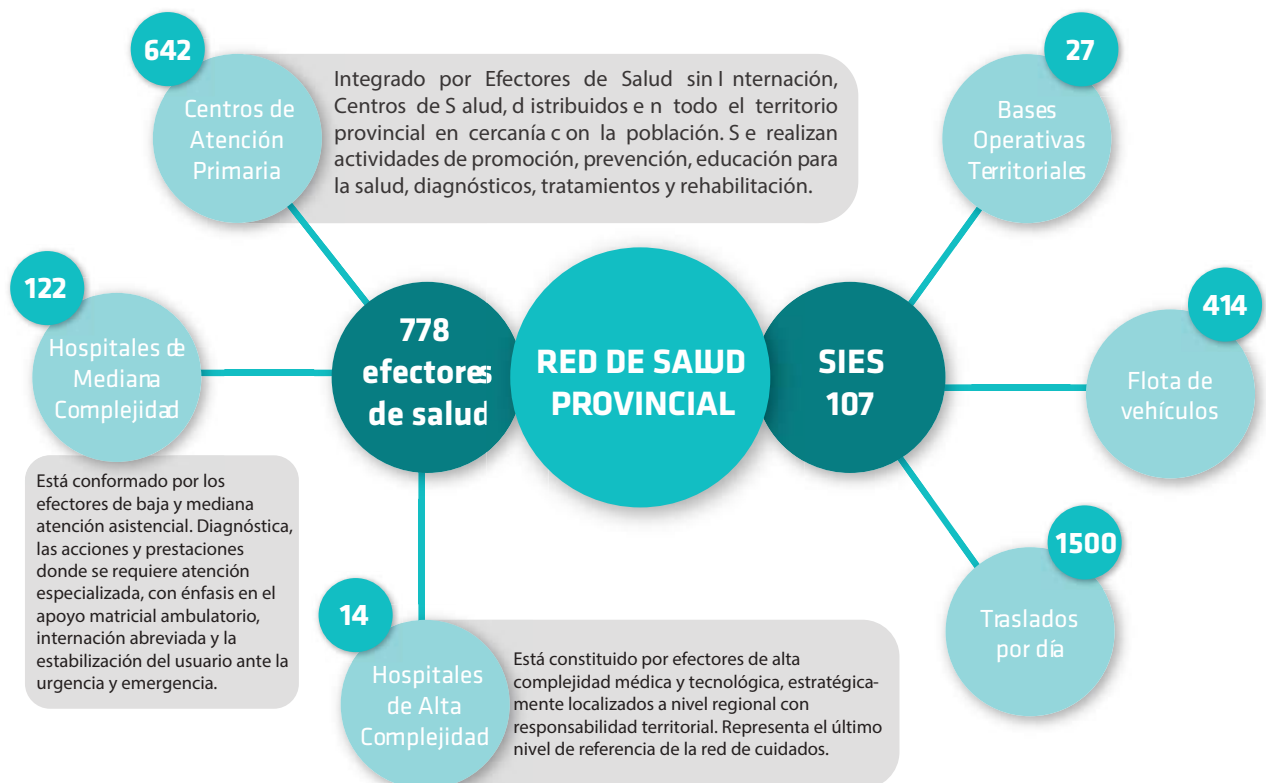 642
Centros de
Atención
Primaria
Integrado por Efectores de Salud sin I nternación,
Centros de S alud, d istribuidos e n todo el territorio
provincial en cercanía c on la población. S e realizan
actividades de promoción, prevención, educación para
la salud, diagnósticos, tratamientos y rehabilitación.
27
Bases
Operativas
Territoriales
122
Hospitales de
Mediana
Complejidad
778
efectores
de salud
RED DE SALUD
PROVINCIAL
SIES
107
414
Flota de
vehículos
Está conformado por los
efectores de baja y mediana
atención asistencial. Diagnóstica,
las acciones y prestaciones
donde se requiere atención
especializada, con énfasis en el
apoyo matricial ambulatorio,
internación abreviada y la
estabilización del usuario ante la
urgencia y emergencia.
14
Hospitales
de Alta
Complejidad
Está constituido por efectores de alta
complejidad médica y tecnológica, estratégica-
mente localizados a nivel regional con
responsabilidad territorial. Representa el último
nivel de referencia de la red de cuidados.
1500
Traslados
por día